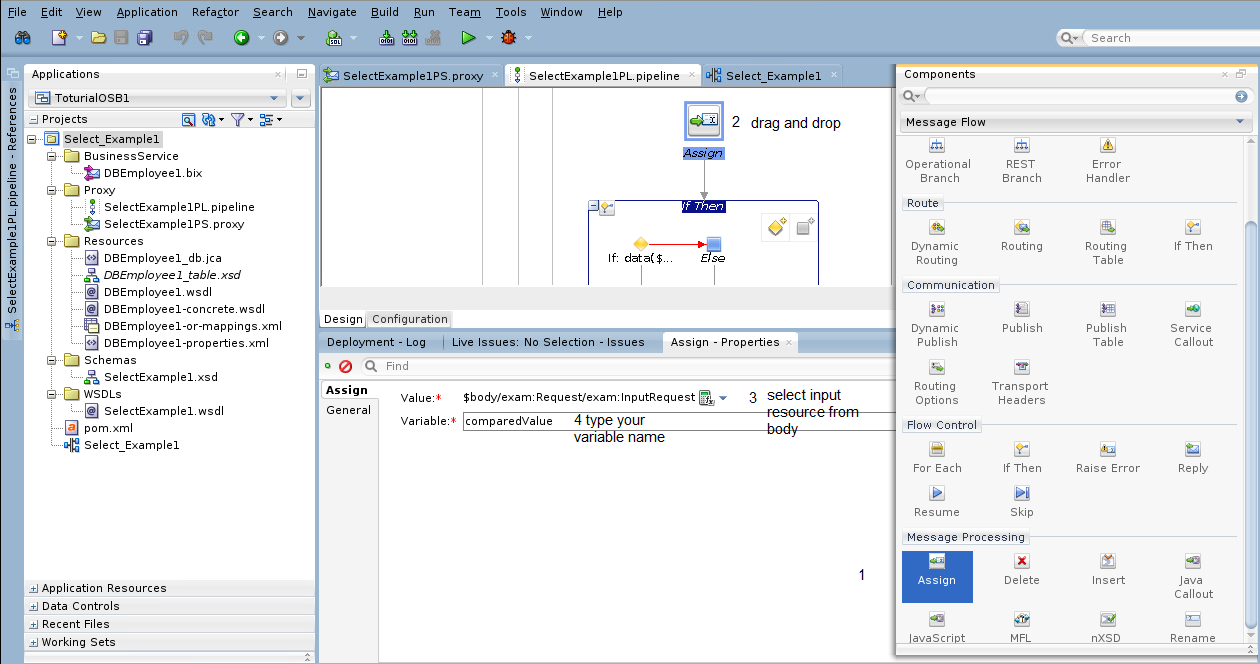 File Edit View Application Refactor Search Navigate Build Run Team Tools Window Help
Search
SelectExample1PL.pipeline - References
Applications
ToturialOSB1
Projects
Select_Example1
BusinessService
DBEmployee1.bix
Proxy
SelectExample1PL.pipeline
SelectExample1PS.proxy
Resources
DBEmployee1_db.jca
DBEmployee1_table.xsd
DBEmployee1.wsdl
DBEmployee1-concrete.wsdl
DBEmployee1-or-mappings.xml
DBEmployee1-properties.xml
Schemas
SelectExample1.xsd
WSDLs
SelectExample1.wsdl
pom.xml
Select_Example1
Application Resources
Data Controls
Recent Files
Working Sets
SelectExample1PS.proxy SelectExample1PL.pipeline Select_Example1
2 drag and drop
Assign
If Then
If: data($... Else
Design Configuration
Deployment - Log Live Issues: No Selection - Issues Assign - Properties
Find
Assign
General
Value:* $body/exam:Request/exam:InputRequest
3 select input
resource from
body
Variable:* comparedValue
4 type your
variable name
1
Components
Message Flow
Operational
Branch
REST
Branch
Error
Handler
Route
Dynamic
Routing
Routing
Routing
Table
If Then
Communication
Dynamic
Publish
Publish
Publish
Table
Service
Callout
Routing
Options
Transport
Headers
Flow Control
For Each If Then Raise Error Reply
Resume Skip
Message Processing
Assign Delete Insert Java
Callout
JavaScript MFL nXSD Rename